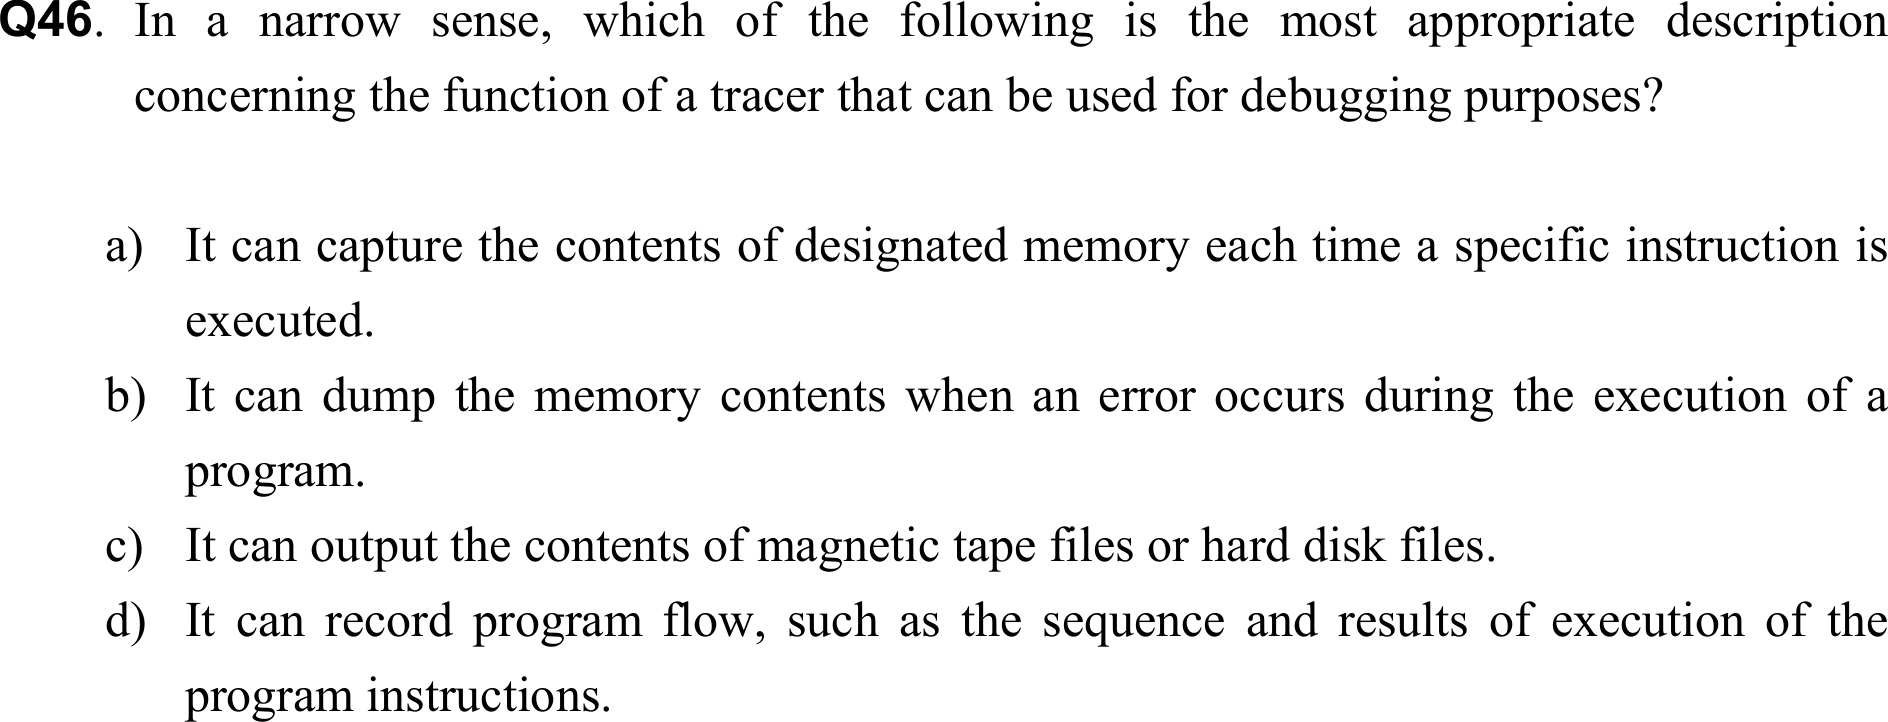 Q46. In a narrow sense, which of the following is the most appropriate description
concerning the function of a tracer that can be used for debugging purposes?
a) It can capture the contents of designated memory each time a specific instruction is
executed.
b) It can dump the memory contents when an error occurs during the execution of a
program.
c) It can output the contents of magnetic tape files or hard disk files.
d) It can record program flow, such as the sequence and results of execution of the
program instructions.